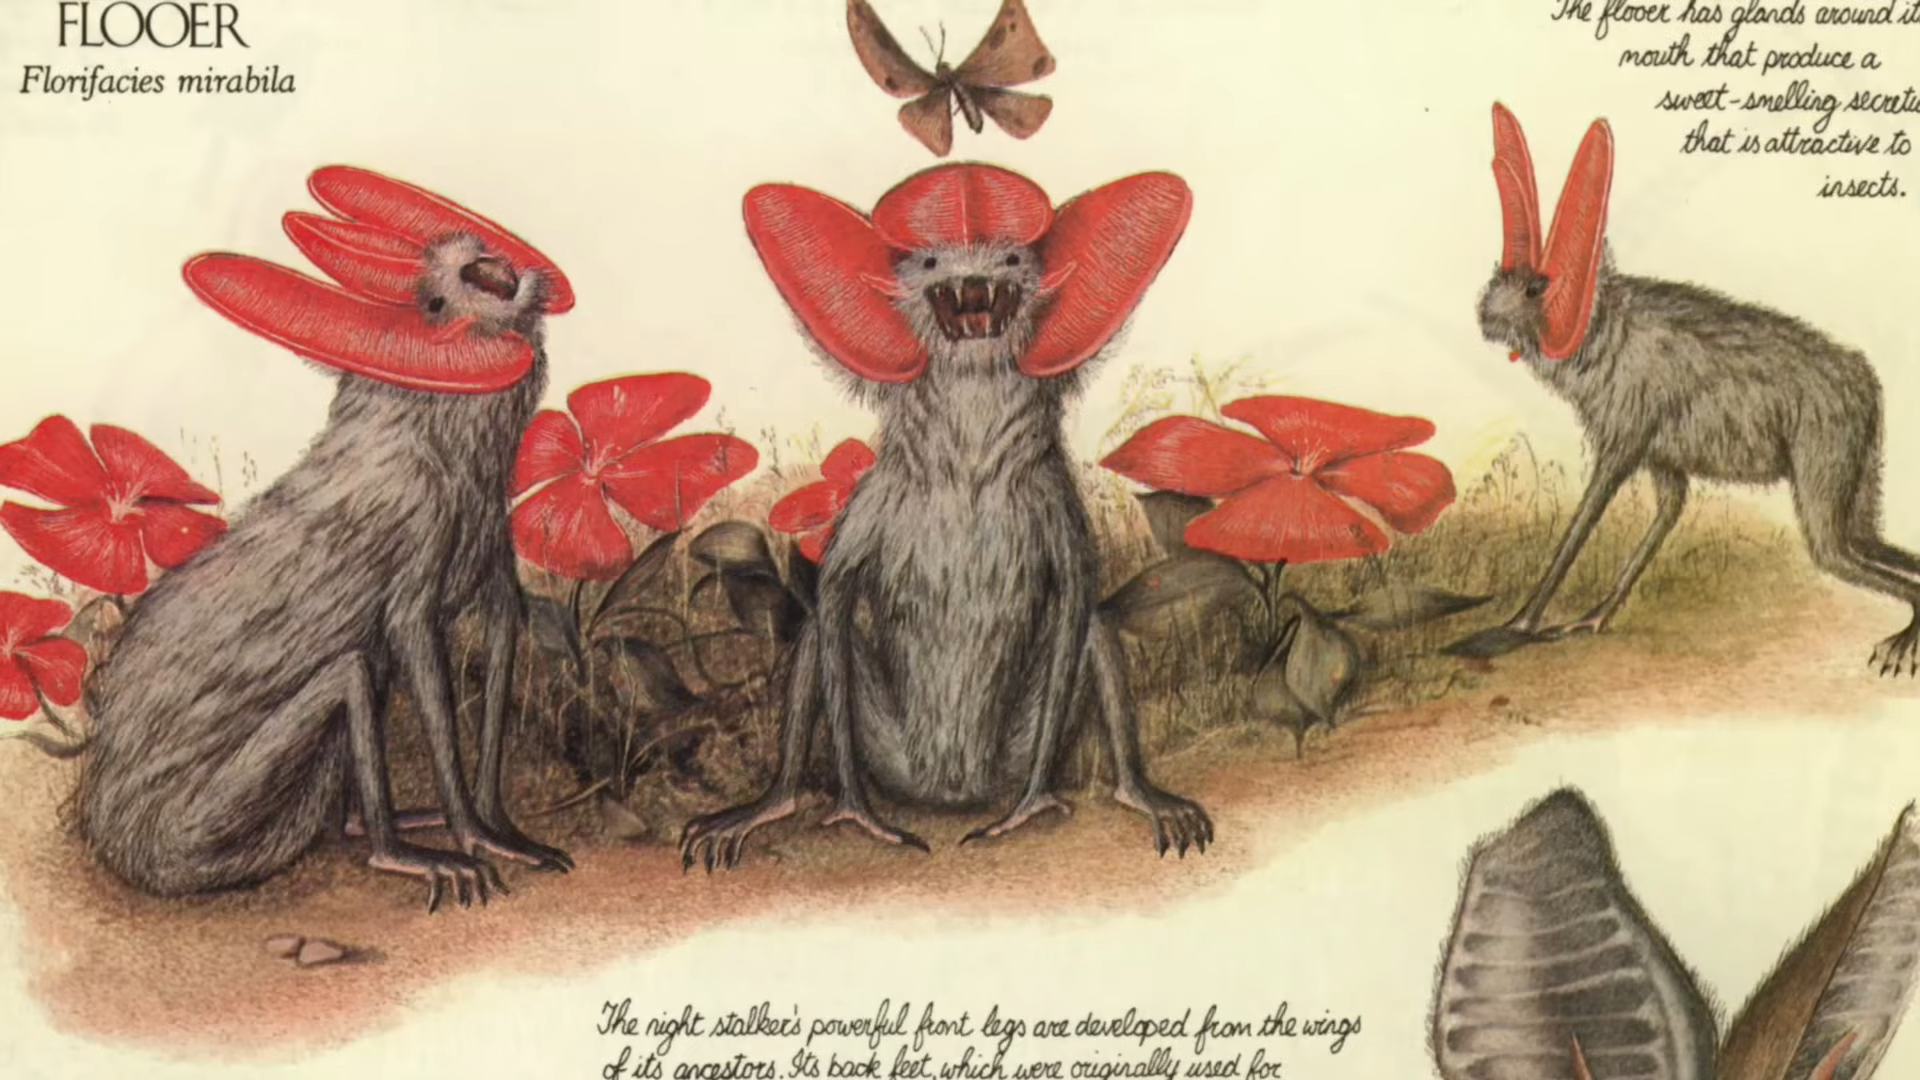 FLOOER
Florifacies mirabila
The flooer has glands around
mouth that produce a
sweet-smelling
that is attractive to
insects.
The night stalker's powerful front legs are developed from the wings
of its ancestors. Its back feet, which were originally used for